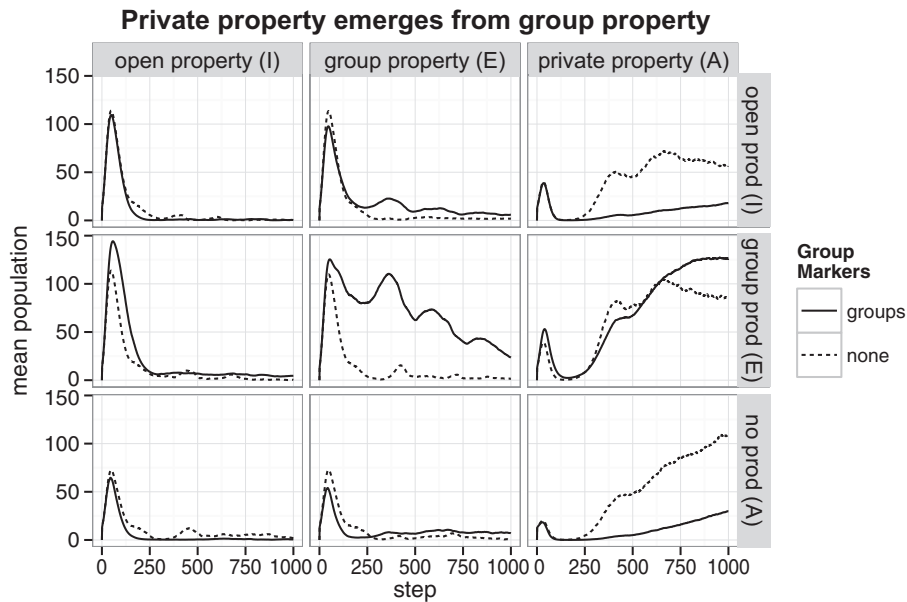 Private property emerges from group property
open property (I)
group property (E)
private property (A)
150
100
50
0
open prod (I)
150
100
50
0
group prod (E)
150
100
50
0
no prod (A)
mean population
0 250 500 750 1000
0 250 500 750 1000
0 250 500 750 1000
step
Group
Markers
groups
none